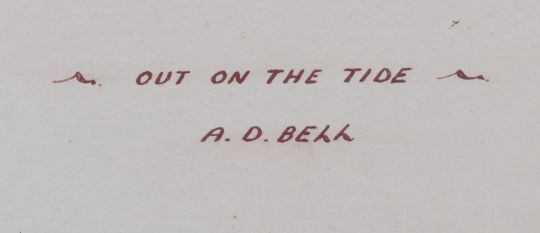 OUT ON THE TIDE
A. D. BELL